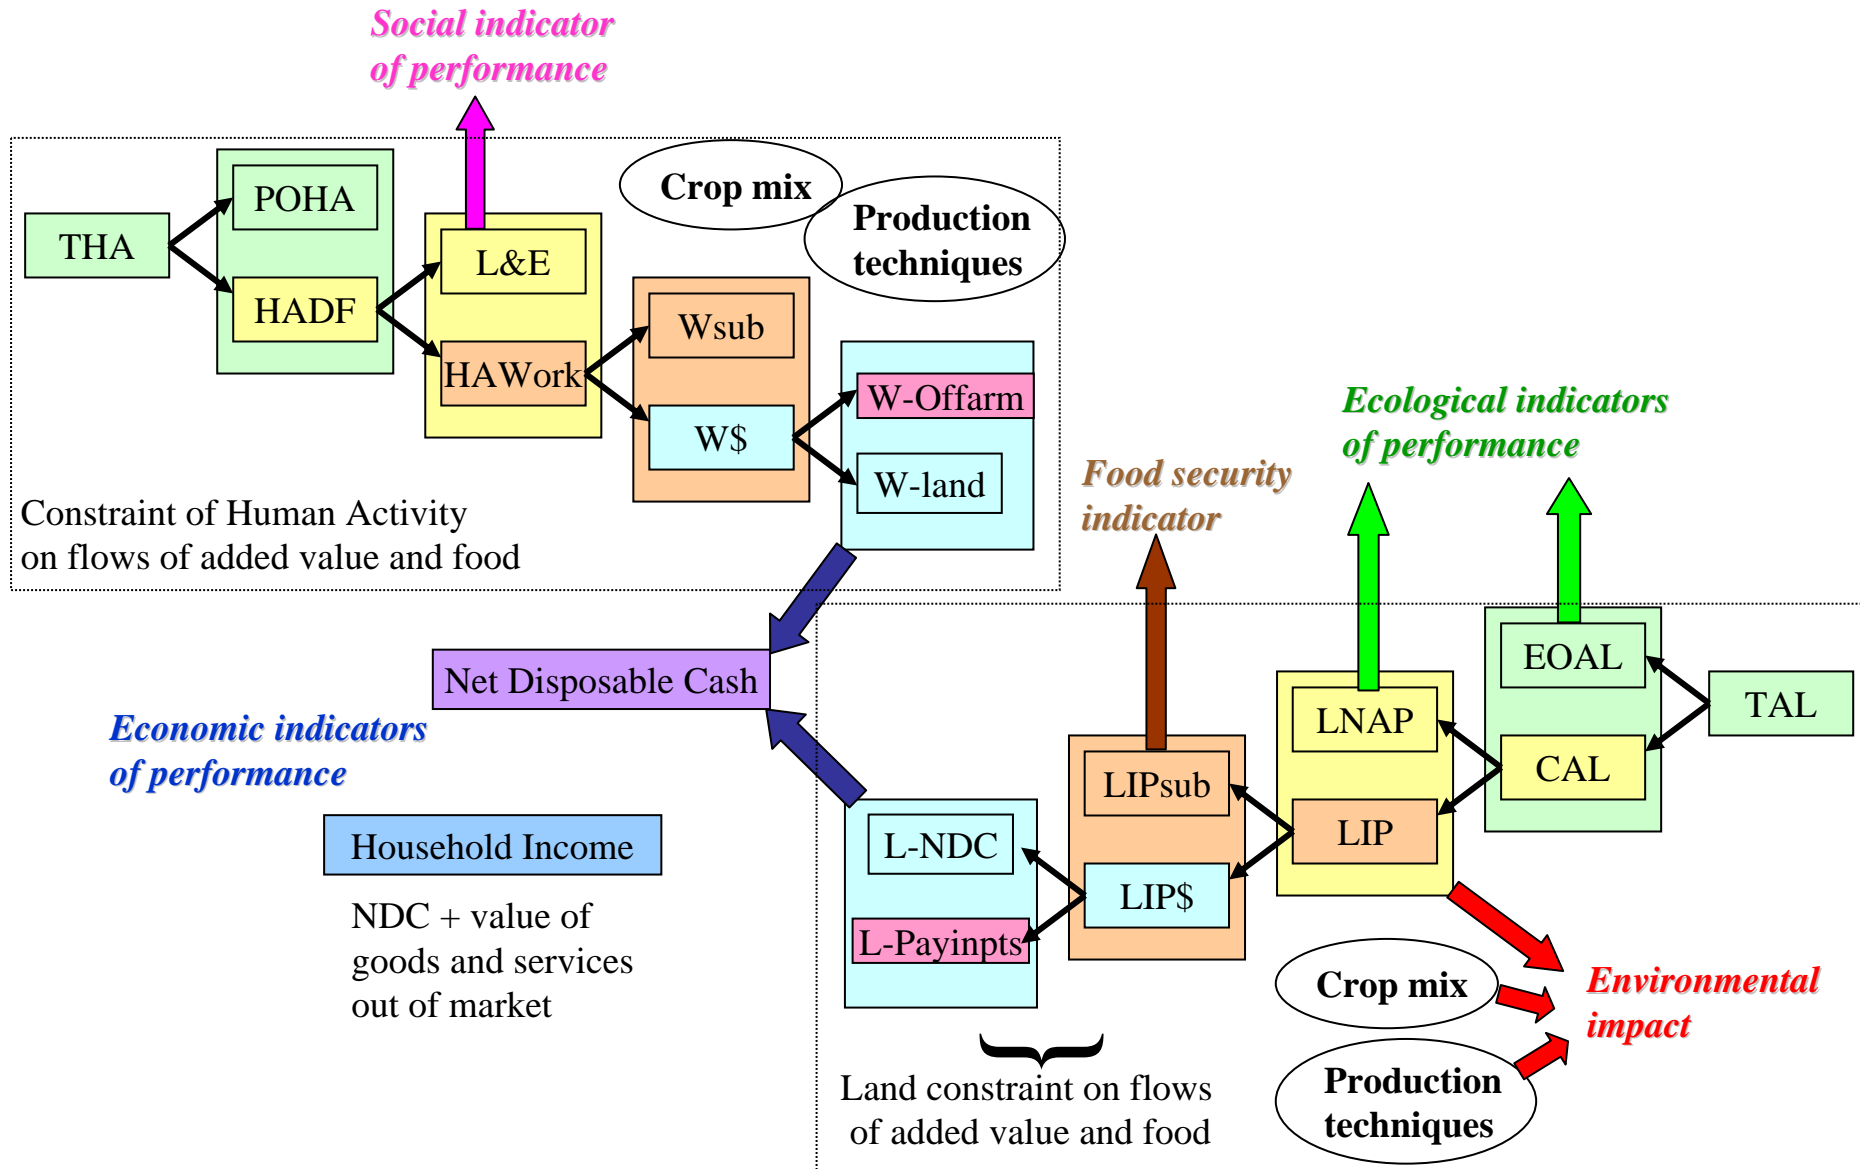 Social indicator
of performance
Crop mix
POHA
Production
techniques
THA
L&E
HADF
Wsub
HAWork
W-Offarm
Ecological indicators
of performance
W$
Food security
indicator
W-land
Constraint of Human Activity
on flows of added value and food
EOAL
Net Disposable Cash
LNAP
TAL
Economic indicators
of performance
LIPsub
CAL
Household Income
L-NDC
LIP
LIP$
NDC + value of
goods and services
out of market
L-Payinpts
Crop mix
Environmental
impact
Land constraint on flows
of added value and food
Production
techniques